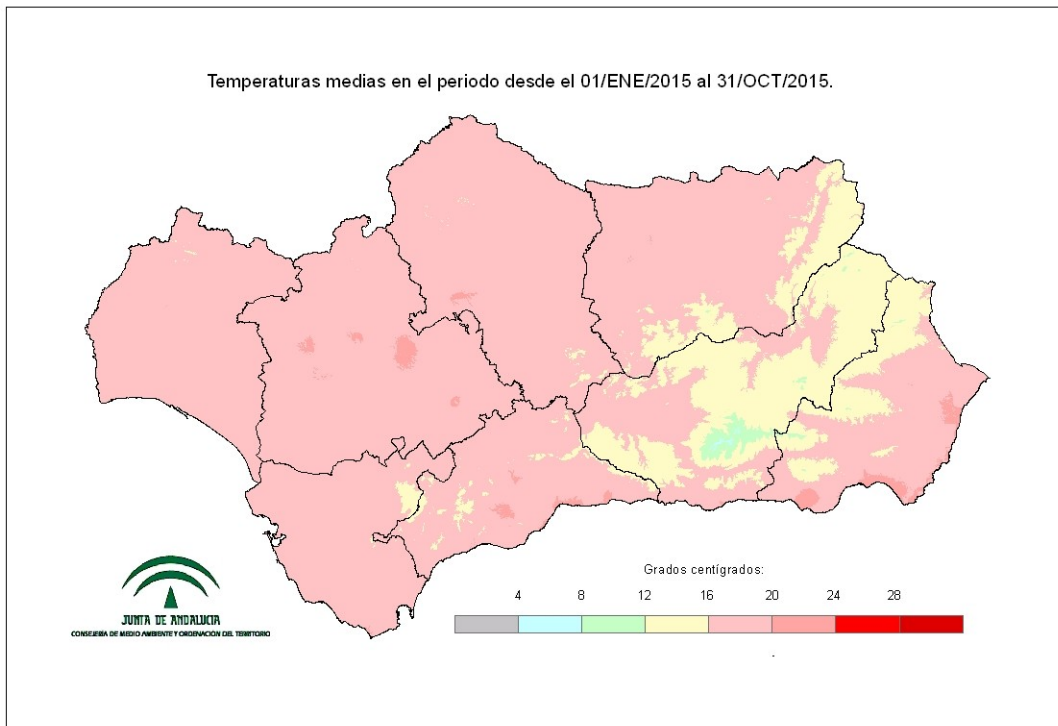 Temperaturas medias en el periodo desde el 01/ENE/2015 al 31/OCT/2015.
Grados centígrados:
4 8 12 16 20 24 28
JUNTA DE ANDALUCIA
CONSEJERÍA DE MEDIO AMBIENTE Y ORDENACIÓN DEL TERRITORIO